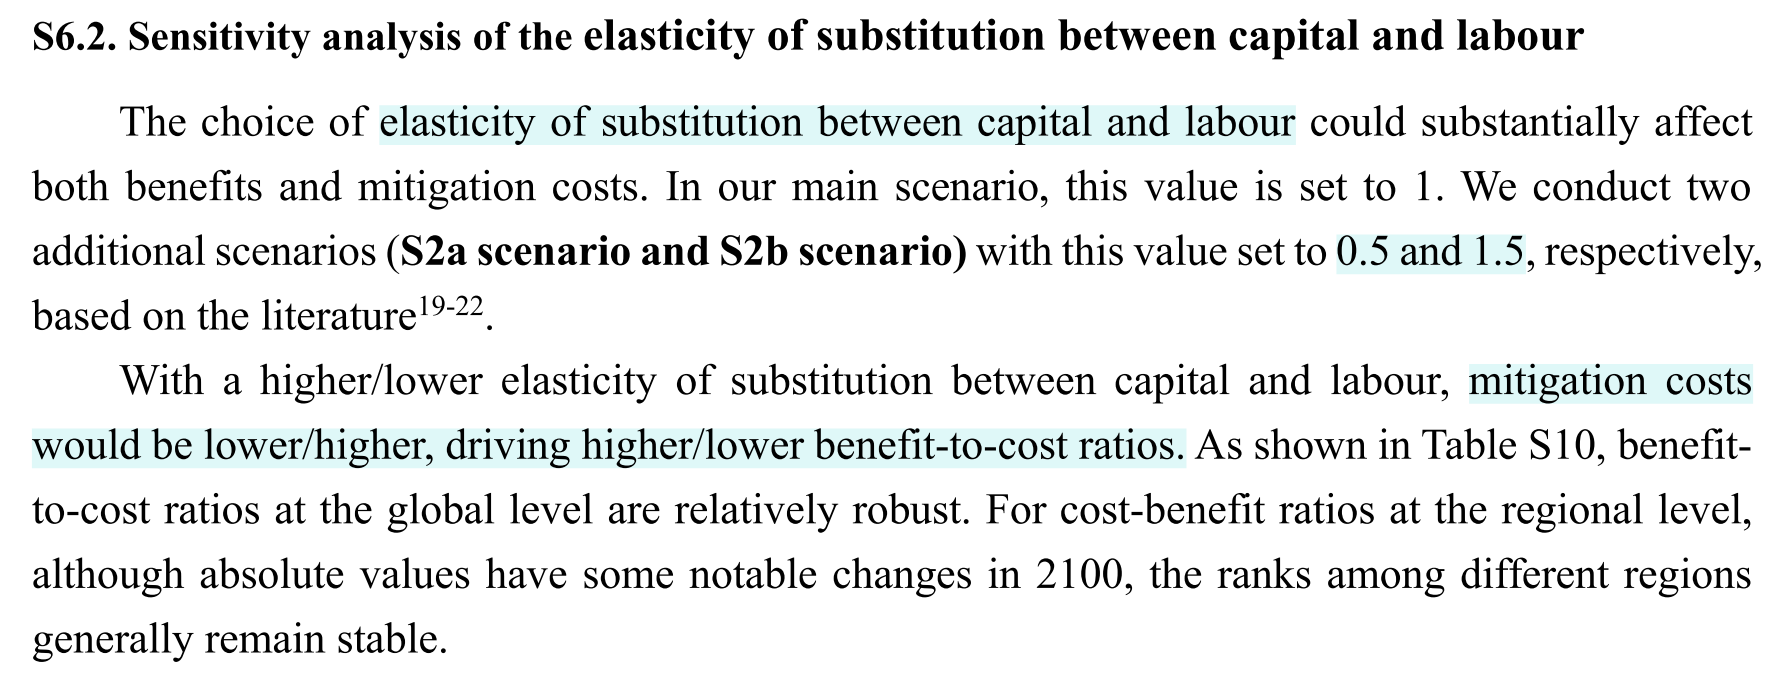 S6.2. Sensitivity analysis of the elasticity of substitution between capital and labour
The choice of elasticity of substitution between capital and labour could substantially affect
both benefits and mitigation costs. In our main scenario, this value is set to 1. We conduct two
additional scenarios (S2a scenario and S2b scenario) with this value set to 0.5 and 1.5, respectively,
based on the literature19-22.
With a higher/lower elasticity of substitution between capital and labour, mitigation costs
would be lower/higher, driving higher/lower benefit-to-cost ratios. As shown in Table S10, benefit-
to-cost ratios at the global level are relatively robust. For cost-benefit ratios at the regional level,
although absolute values have some notable changes in 2100, the ranks among different regions
generally remain stable.